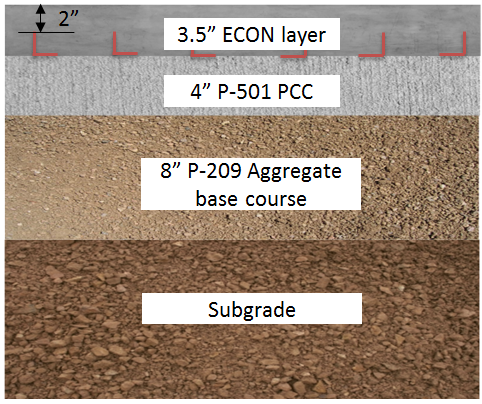 2”
3.5” ECON layer
4” P-501 PCC
8” P-209 Aggregate
base course
Subgrade